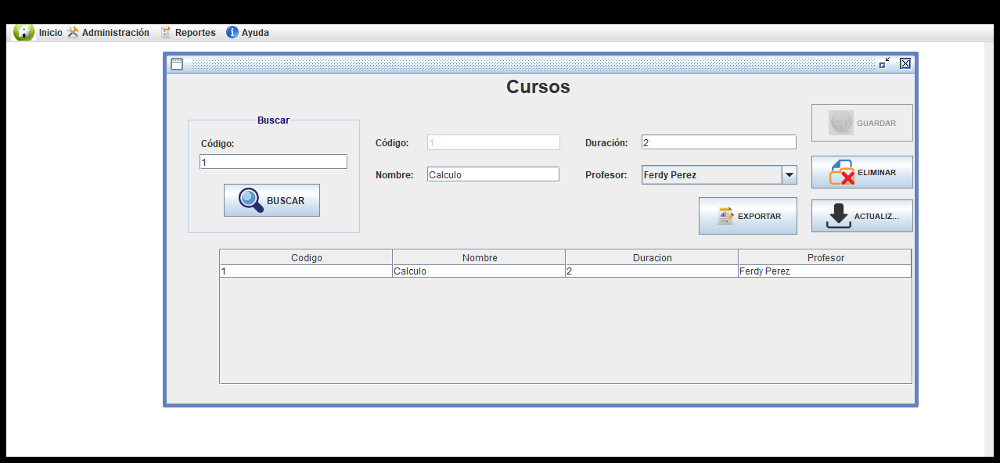 Inicio Administración Reportes Ayuda
Cursos
Buscar
Código:
1
BUSCAR
Código: 1
Duración: 2
Nombre: Calculo
Profesor: Ferdy Perez
GUARDAR
ELIMINAR
EXPORTAR
ACTUALIZ...
Codigo Nombre Duracion Profesor
1 Calculo 2 Ferdy Perez